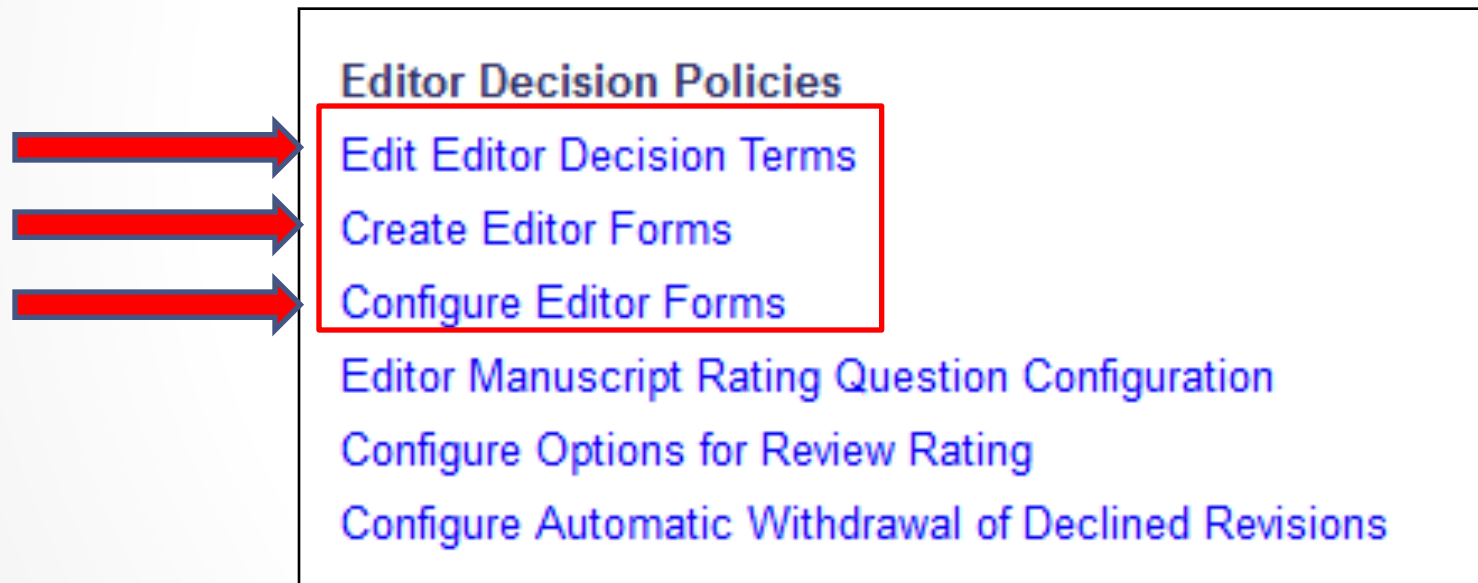 Editor Decision Policies
Edit Editor Decision Terms
Create Editor Forms
Configure Editor Forms
Editor Manuscript Rating Question Configuration
Configure Options for Review Rating
Configure Automatic Withdrawal of Declined Revisions